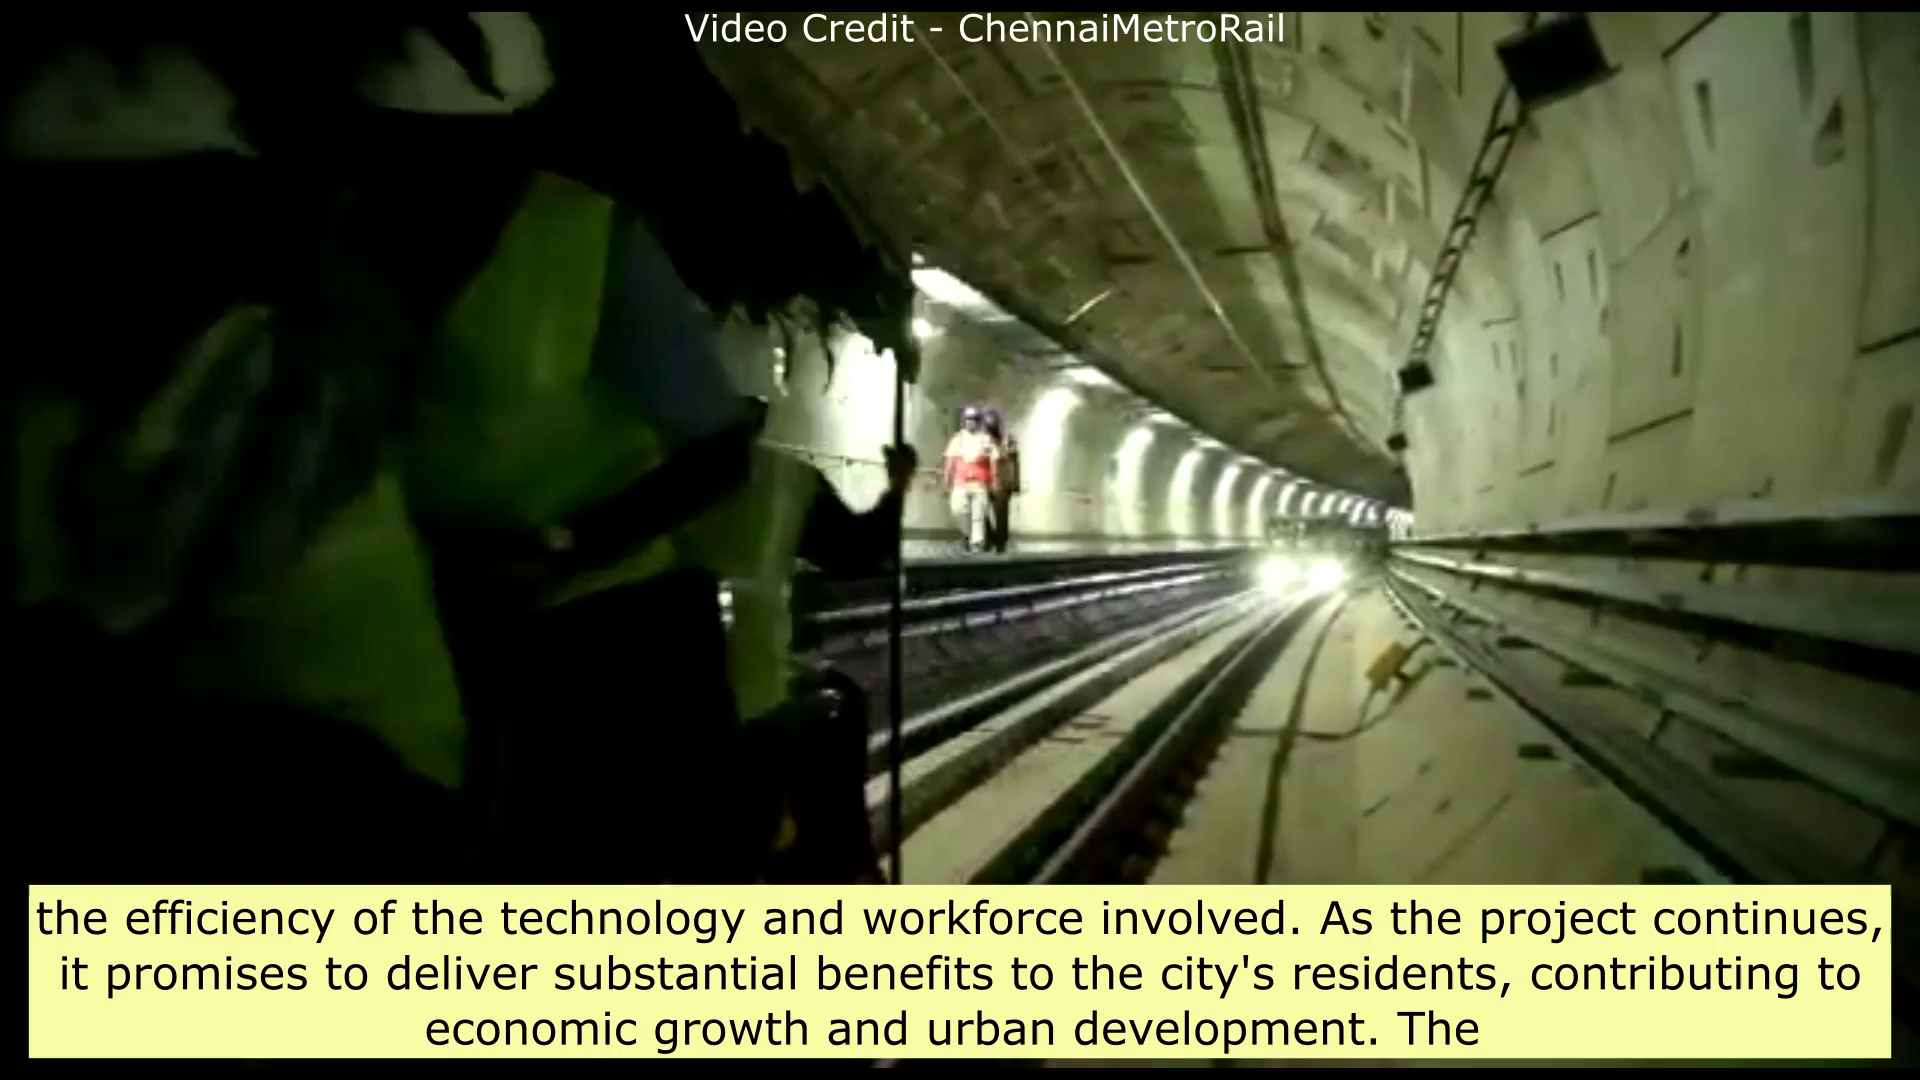 Video Credit - ChennaiMetroRail
the efficiency of the technology and workforce involved. As the project continues,
it promises to deliver substantial benefits to the city's residents, contributing to
economic growth and urban development. The